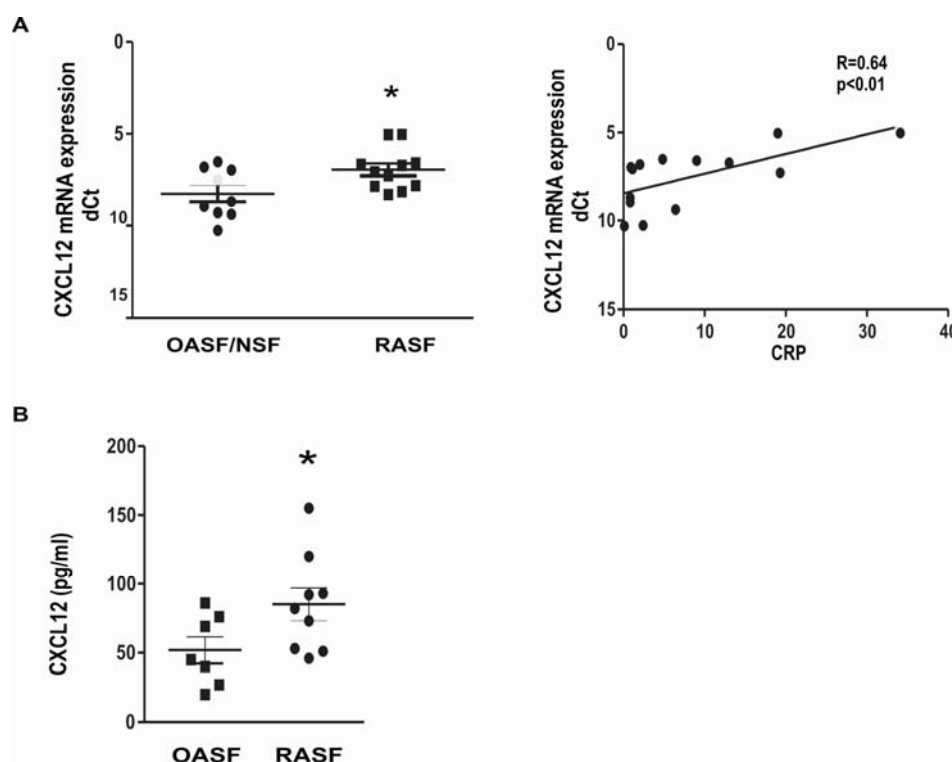 A
CXCL12 mRNA expression
dCt
0
5
10
15
*
OASF/NSF
RASF
CXCL12 mRNA expression
dCt
0
5
10
15
R=0.64
p<0.01
0
10
20
30
40
CRP
B
CXCL12 (pg/ml)
200
150
100
50
0
*
OASF
RASF